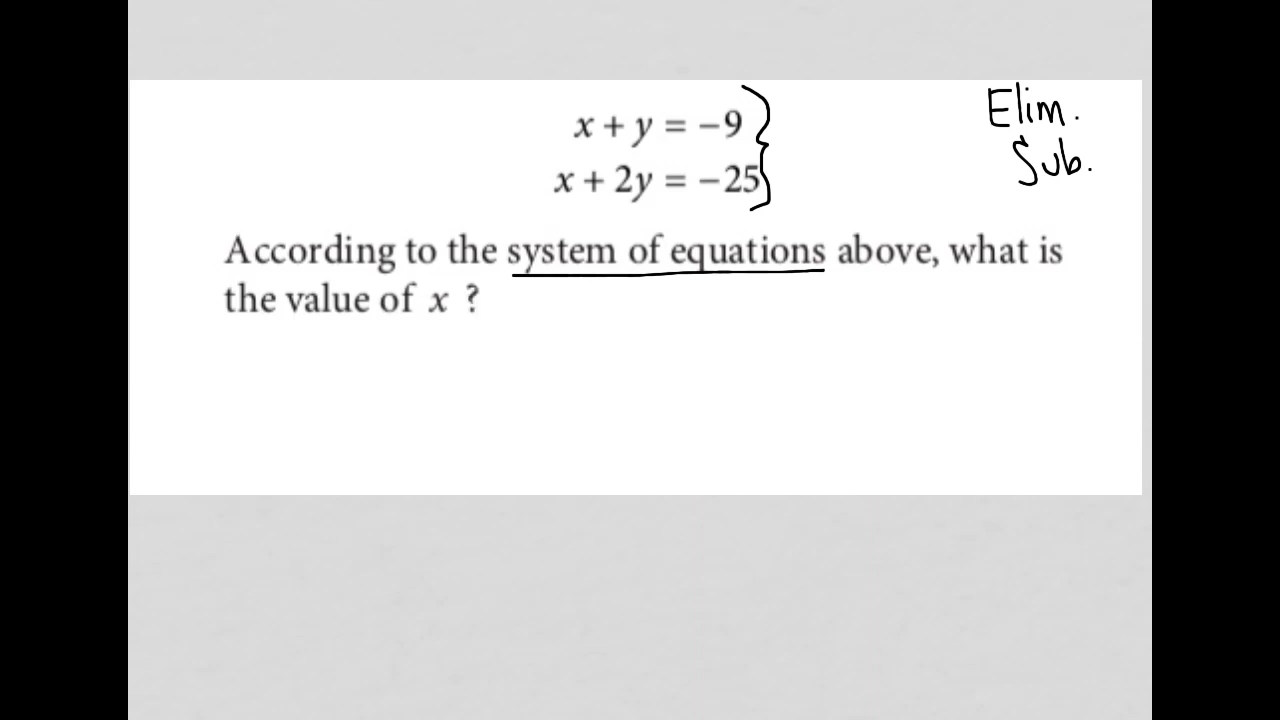 x + y = −9
x + 2y = −25
Elim.
Sub.
According to the system of equations above, what is
the value of x ?